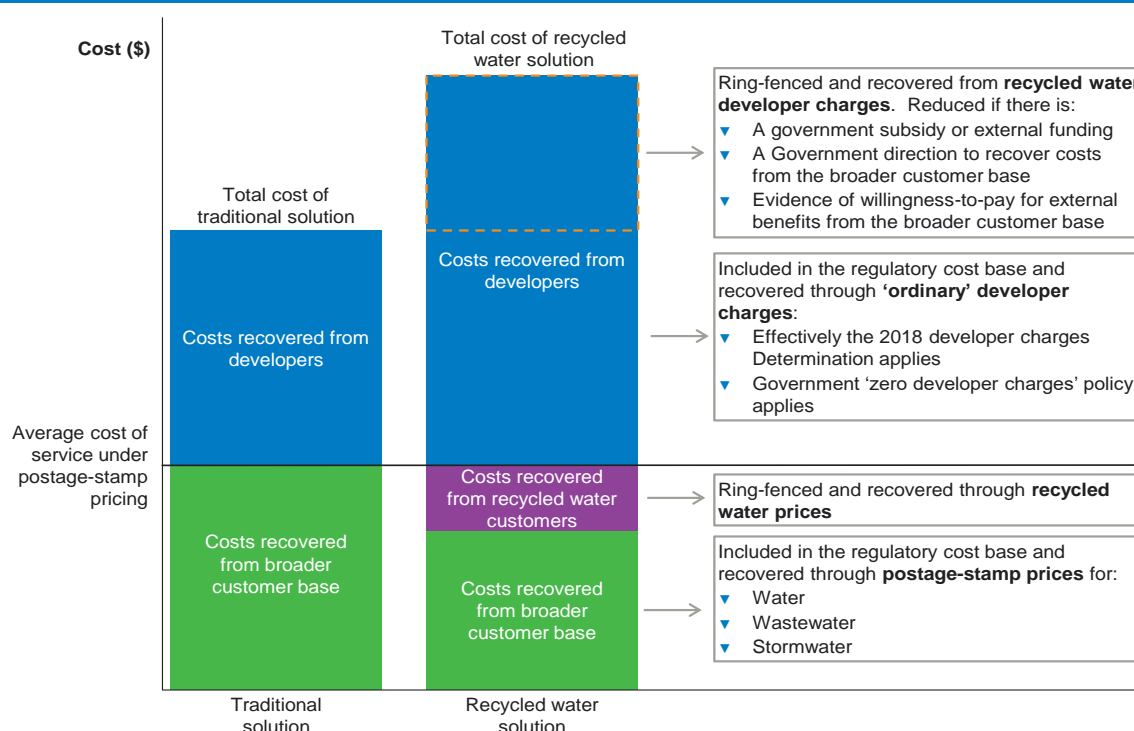 Cost ($)
Total cost of recycled
water solution
Total cost of
traditional solution
Costs recovered from
developers
Costs recovered from
developers
Average cost of
service under
postage-stamp
pricing
Costs recovered
from broader
customer base
Costs recovered
from recycled water
customers
Costs recovered
from broader
customer base
Traditional
solution
Recycled water
solution
Ring-fenced and recovered from recycled water
developer charges. Reduced if there is:
A government subsidy or external funding
A Government direction to recover costs
from the broader customer base
Evidence of willingness-to-pay for external
benefits from the broader customer base
Included in the regulatory cost base and
recovered through ‘ordinary’ developer
charges:
Effectively the 2018 developer charges
Determination applies
Government ‘zero developer charges’ policy
applies
Ring-fenced and recovered through recycled
water prices
Included in the regulatory cost base and
recovered through postage-stamp prices for:
Water
Wastewater
Stormwater